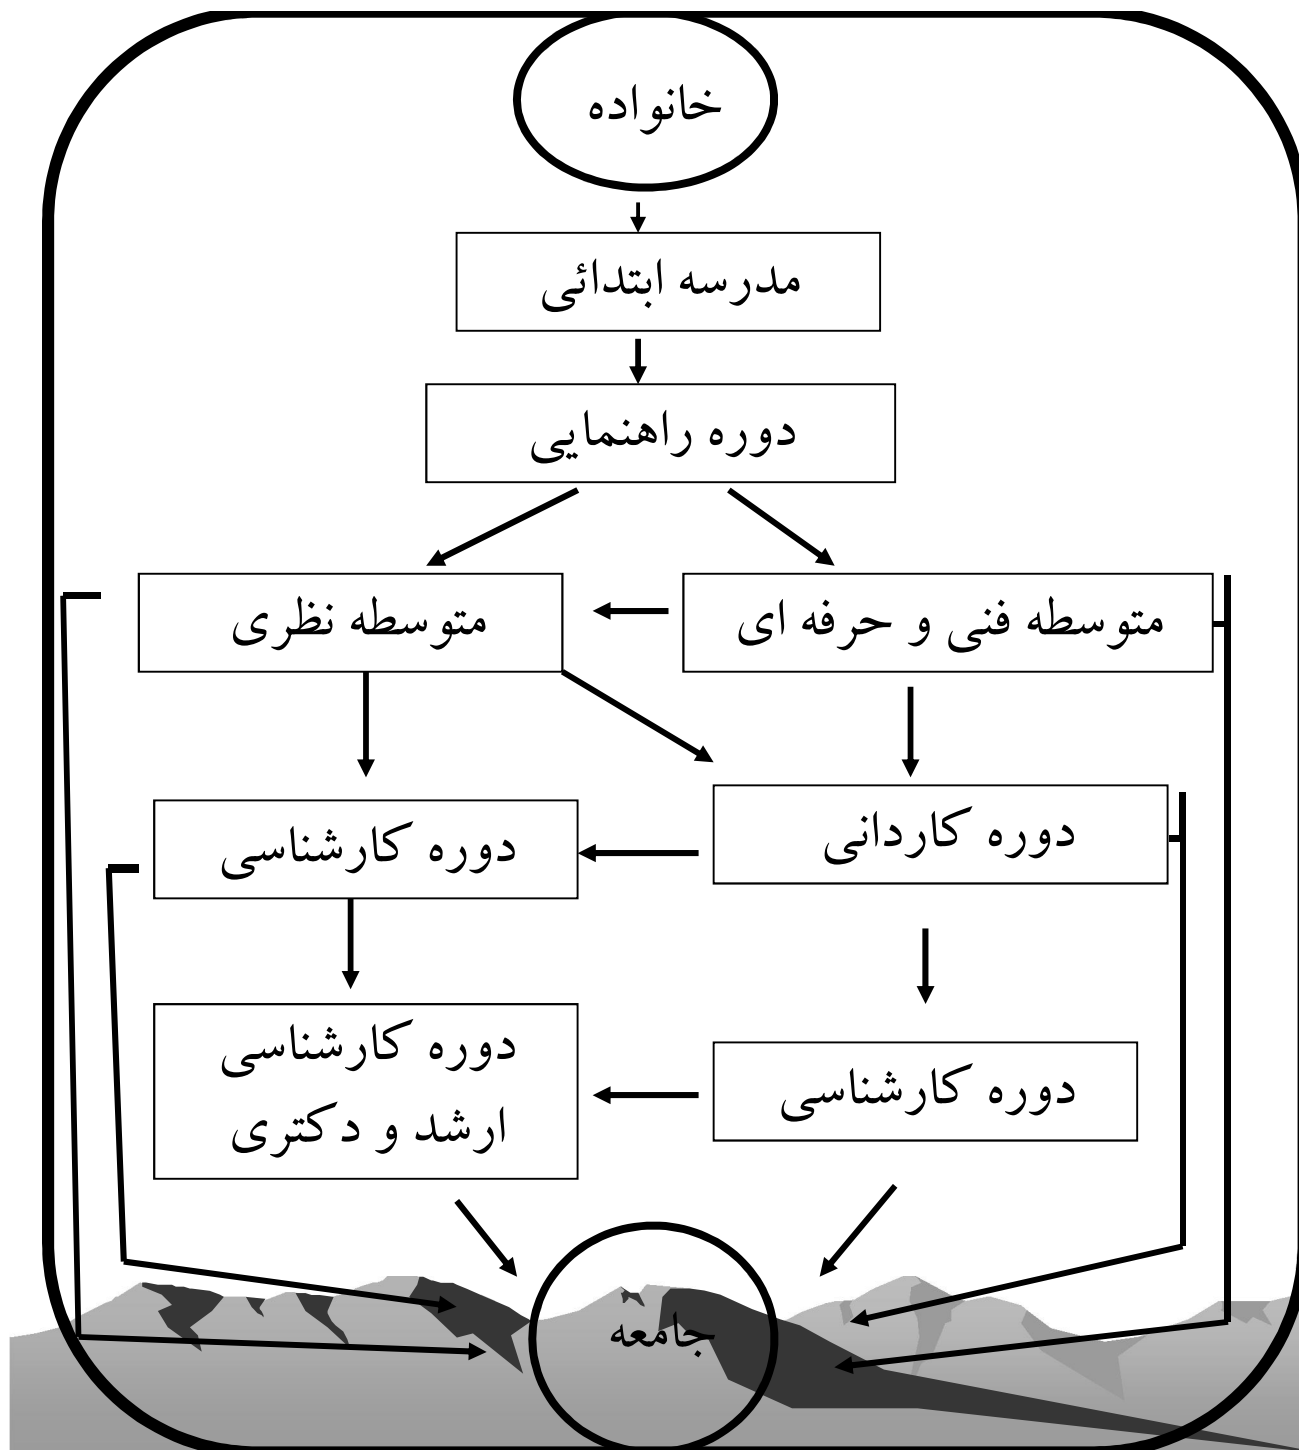 خانواده
مدرسه ابتدائی
دوره راهنمایی
متوسطه فنی و حرفه ای
متوسطه نظری
دوره کاردانی
دوره کارشناسی
دوره کارشناسی
دوره کارشناسی
ارشد و دکتری
جامعه